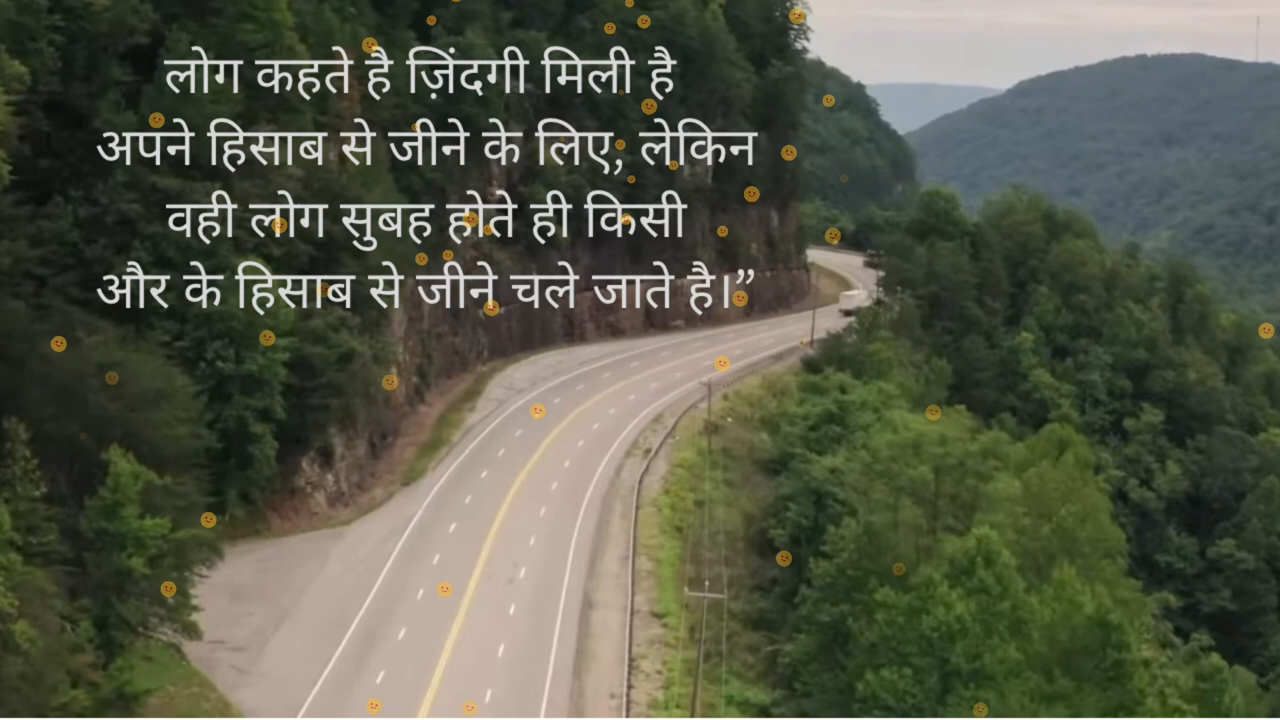 लोग कहते है ज़िंदगी मिली है
अपने हिसाब से जीने के लिए, लेकिन
वही लोग सुबह होते ही किसी
और के हिसाब से जीने चले जाते है।”